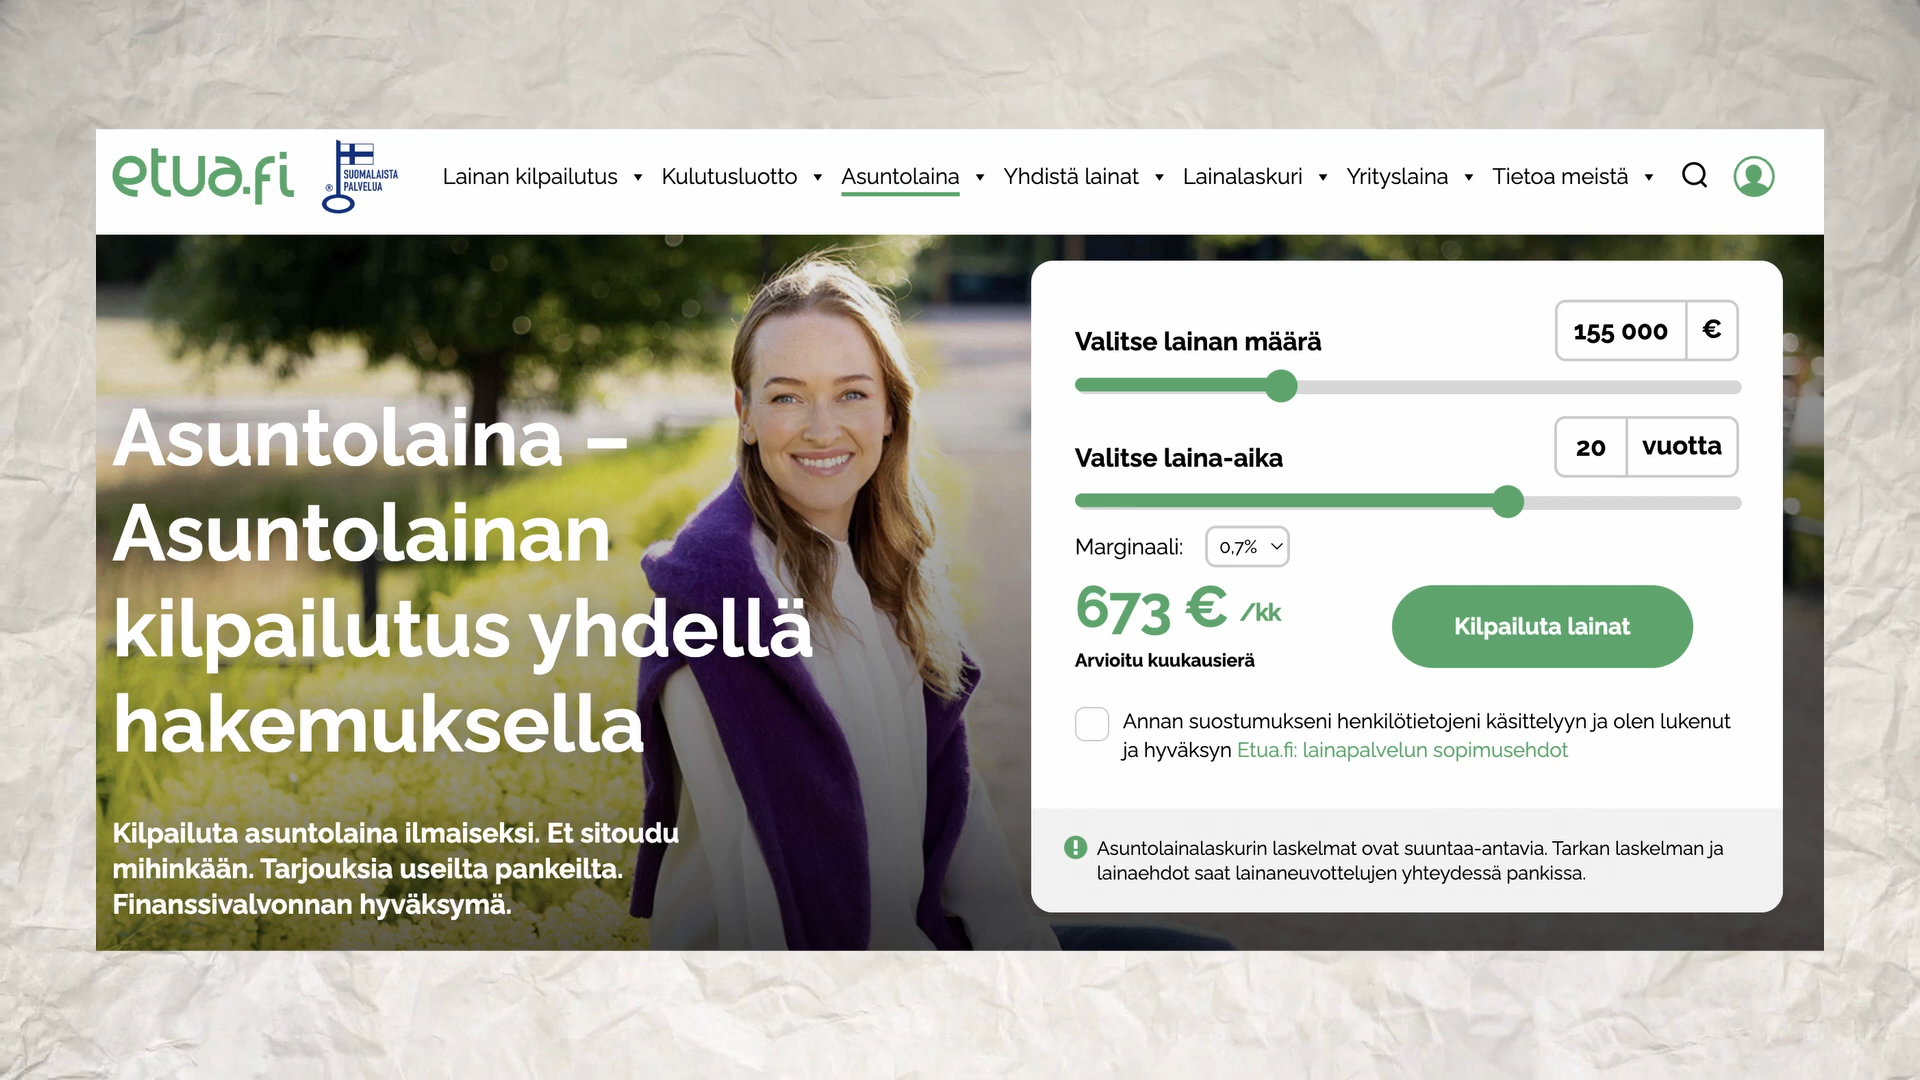 etua.fi
® SUOMALAISTA
PALVELUA
Lainan kilpailutus
Kulutusluotto
Asuntolaina
Yhdistä lainat
Lainalaskuri
Yrityslaina
Tietoa meistä
Asuntolaina –
Asuntolainan
kilpailutus yhdellä
hakemuksella
Kilpailuta asuntolaina ilmaiseksi. Et sitoudu
mihinkään. Tarjouksia useilta pankeilta.
Finanssivalvonnan hyväksymä.
Valitse lainan määrä
155 000 €
Valitse laina-aika
20 vuotta
Marginaali: 0,7%
673 € /kk
Arvioitu kuukausierä
Kilpailuta lainat
Annan suostumukseni henkilötietojeni käsittelyyn ja olen lukenut
ja hyväksyn Etua.fi: lainapalvelun sopimusehdot
Asuntolainalaskurin laskelmat ovat suuntaa-antavia. Tarkan laskelman ja
lainaehdot saat lainaneuvottelujen yhteydessä pankissa.